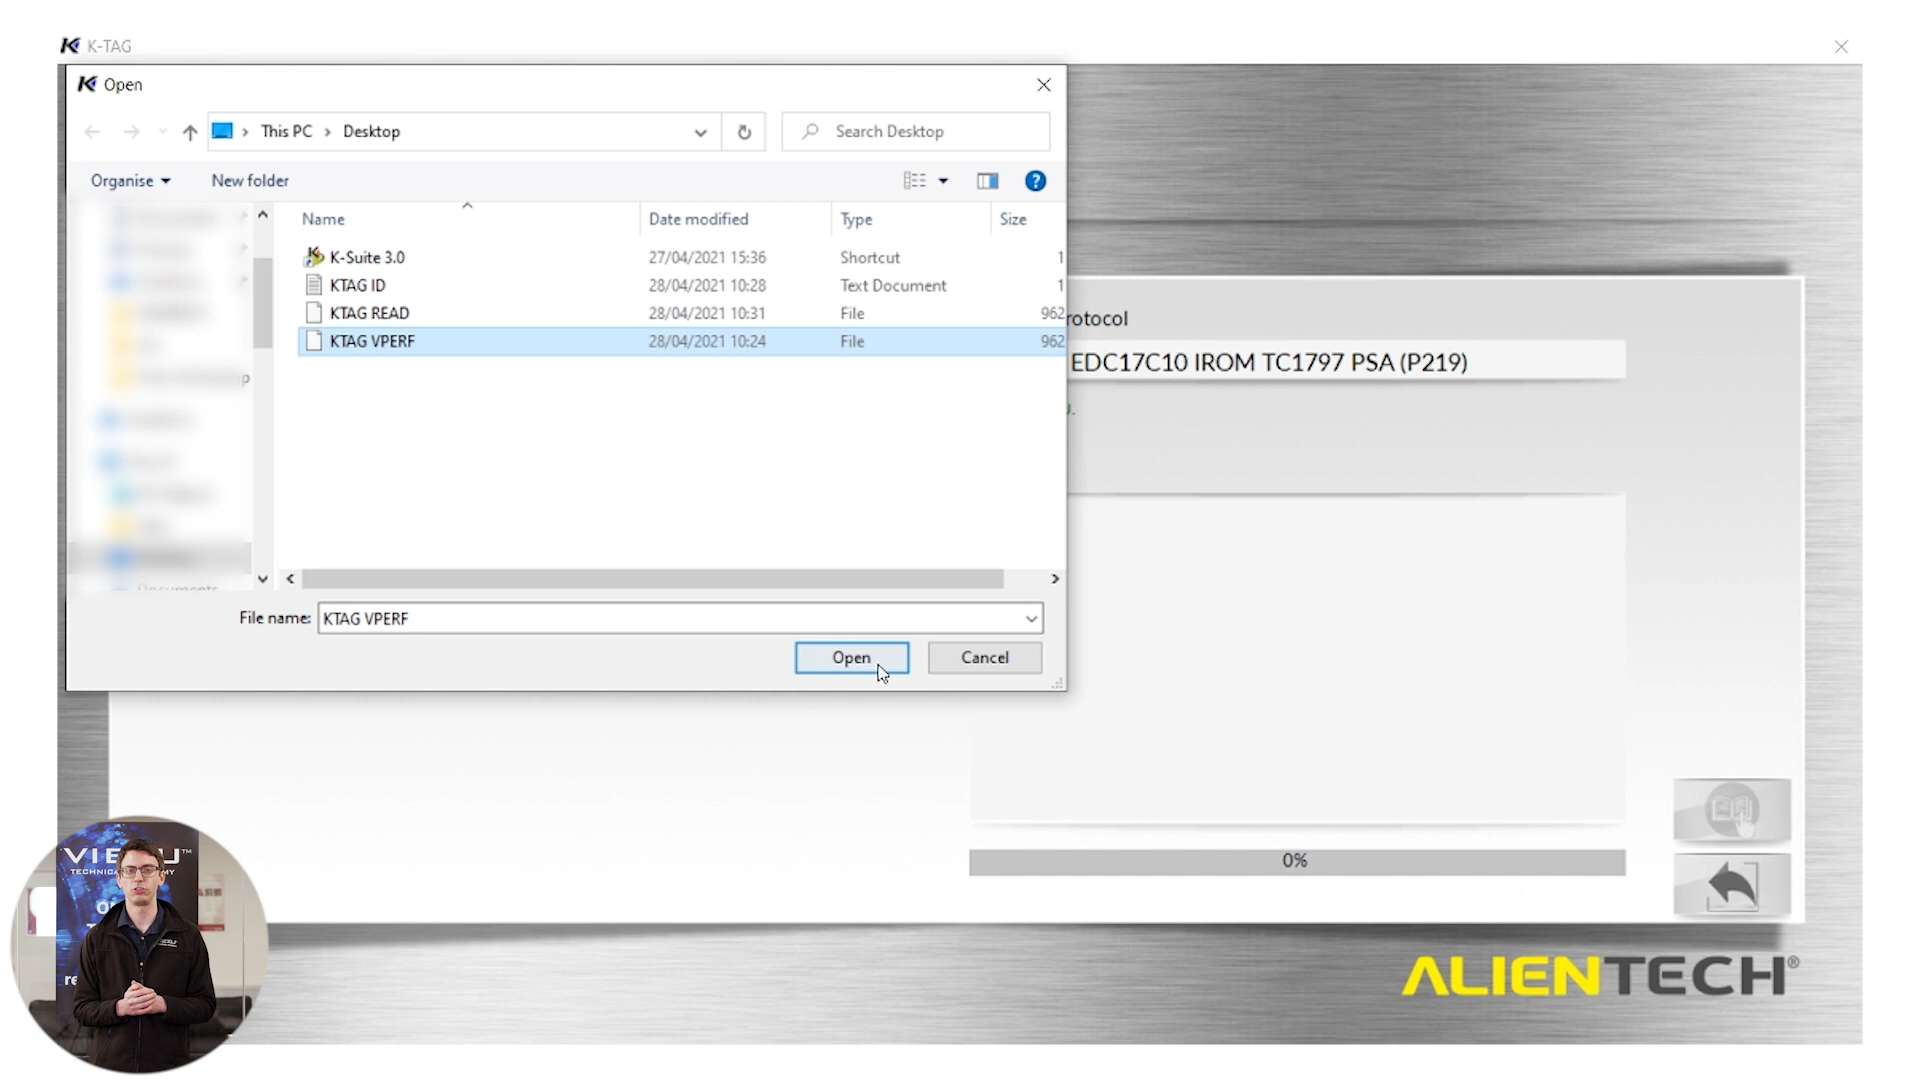 K-TAG
Open
This PC > Desktop
Search Desktop
Organise
New folder
Name Date modified Type Size
K-Suite 3.0 27/04/2021 15:36 Shortcut 1
KTAG ID 28/04/2021 10:28 Text Document 1
KTAG READ 28/04/2021 10:31 File 962
KTAG VPERF 28/04/2021 10:24 File 962
Documents
File name: KTAG VPERF
Open Cancel
rotocol
EDC17C10 IROM TC1797 PSA (P219)
0%
ALIENTECH®